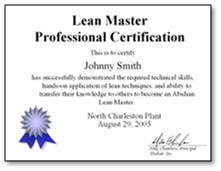 Lean Master
Professional Certification
This is to certify
Johnny Smith
has successfully demonstrated the required technical skills,
hands-on application of lean techniques, and ability to
transfer their knowledge to others to become an Absilan
Lean Master.
North Charleston Plant
August 29, 2005
Principal